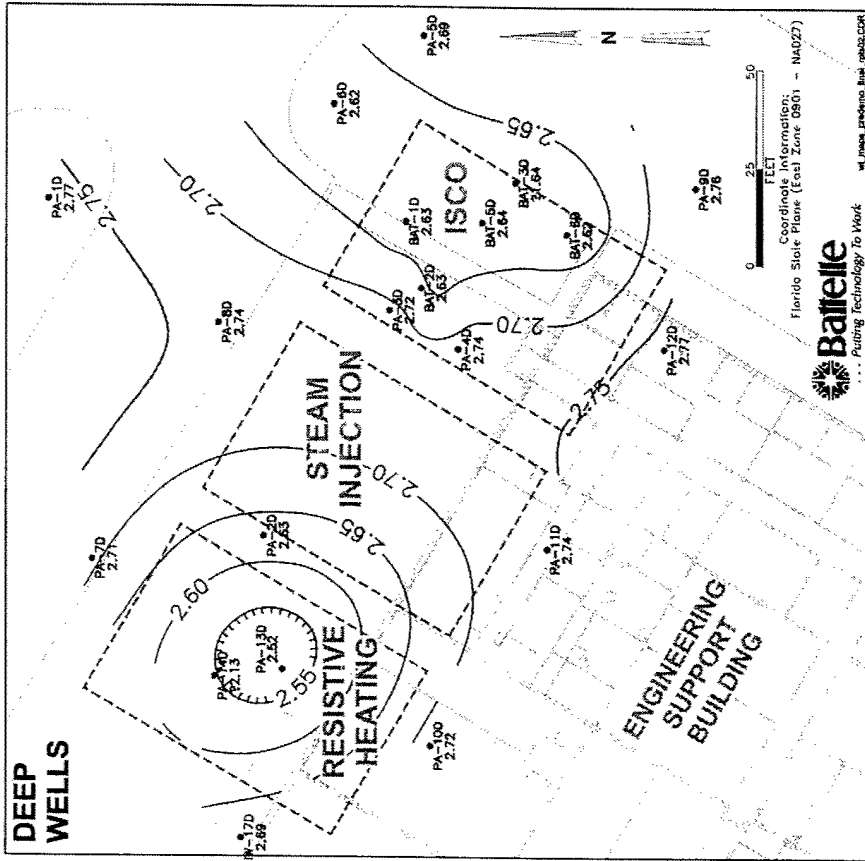 DEEP
WELLS
PA-1D
2.77
2.75
PA-6D
2.62
PA-5D
2.69
2.70
2.65
PA-8D
2.74
N
PA-7D
2.71
BAT-1D
2.63
ISCO
BAT-3D
BAT-5D
2.64
BAT-2D
2.63
2.72
STEAM
INJECTION
PA-4D
2.74
2.70
2.70
2.65
PA-2D
2.63
2.60
PA-13D
2.52
2.55
RESISTIVE
HEATING
PA-9D
2.76
PA-12D
2.77
2.75
PA-11D
2.74
PA-10D
2.72
2.69
ENGINEERING
SUPPORT
BUILDING
0 25 50
FEET
Coordinate Information:
Florida State Plane (East Zone 0901 - NAD27)
Battelle
... Putting Technology To Work